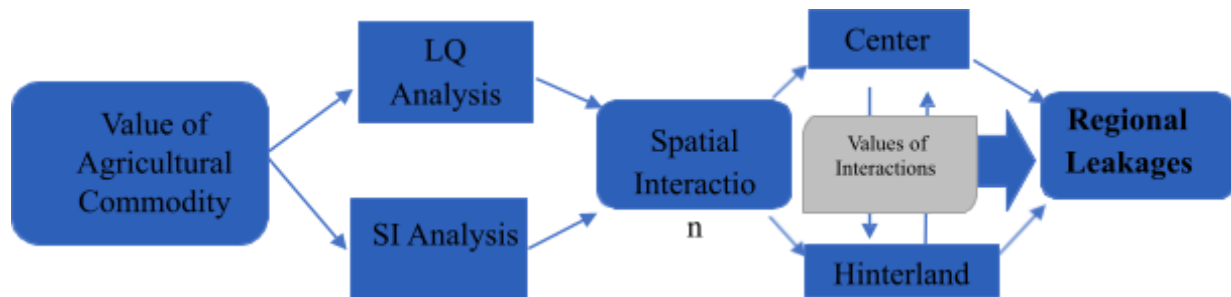 Value of
Agricultural
Commodity
LQ
Analysis
SI Analysis
Spatial
Interactio
n
Center
Values of
Interactions
Hinterland
Regional
Leakages